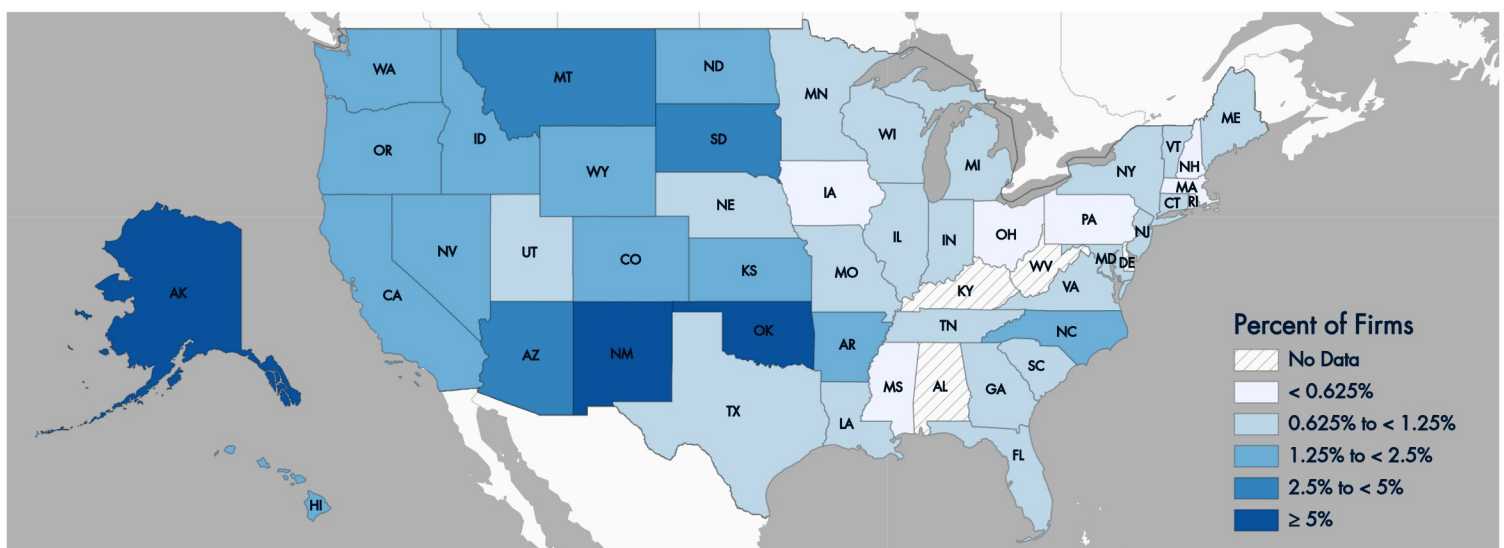 WA
MT
ND
MN
ME
OR
ID
SD
WI
MI
VT
NH
NY
MA
CT
RI
WY
IA
NE
PA
NJ
OH
IL
IN
NV
UT
CO
KS
MO
WV
MD
DE
VA
KY
CA
AK
OK
AR
TN
NC
AZ
NM
MS
AL
GA
SC
TX
LA
FL
HI
Percent of Firms
No Data
< 0.625%
0.625% to < 1.25%
1.25% to < 2.5%
2.5% to < 5%
≥ 5%